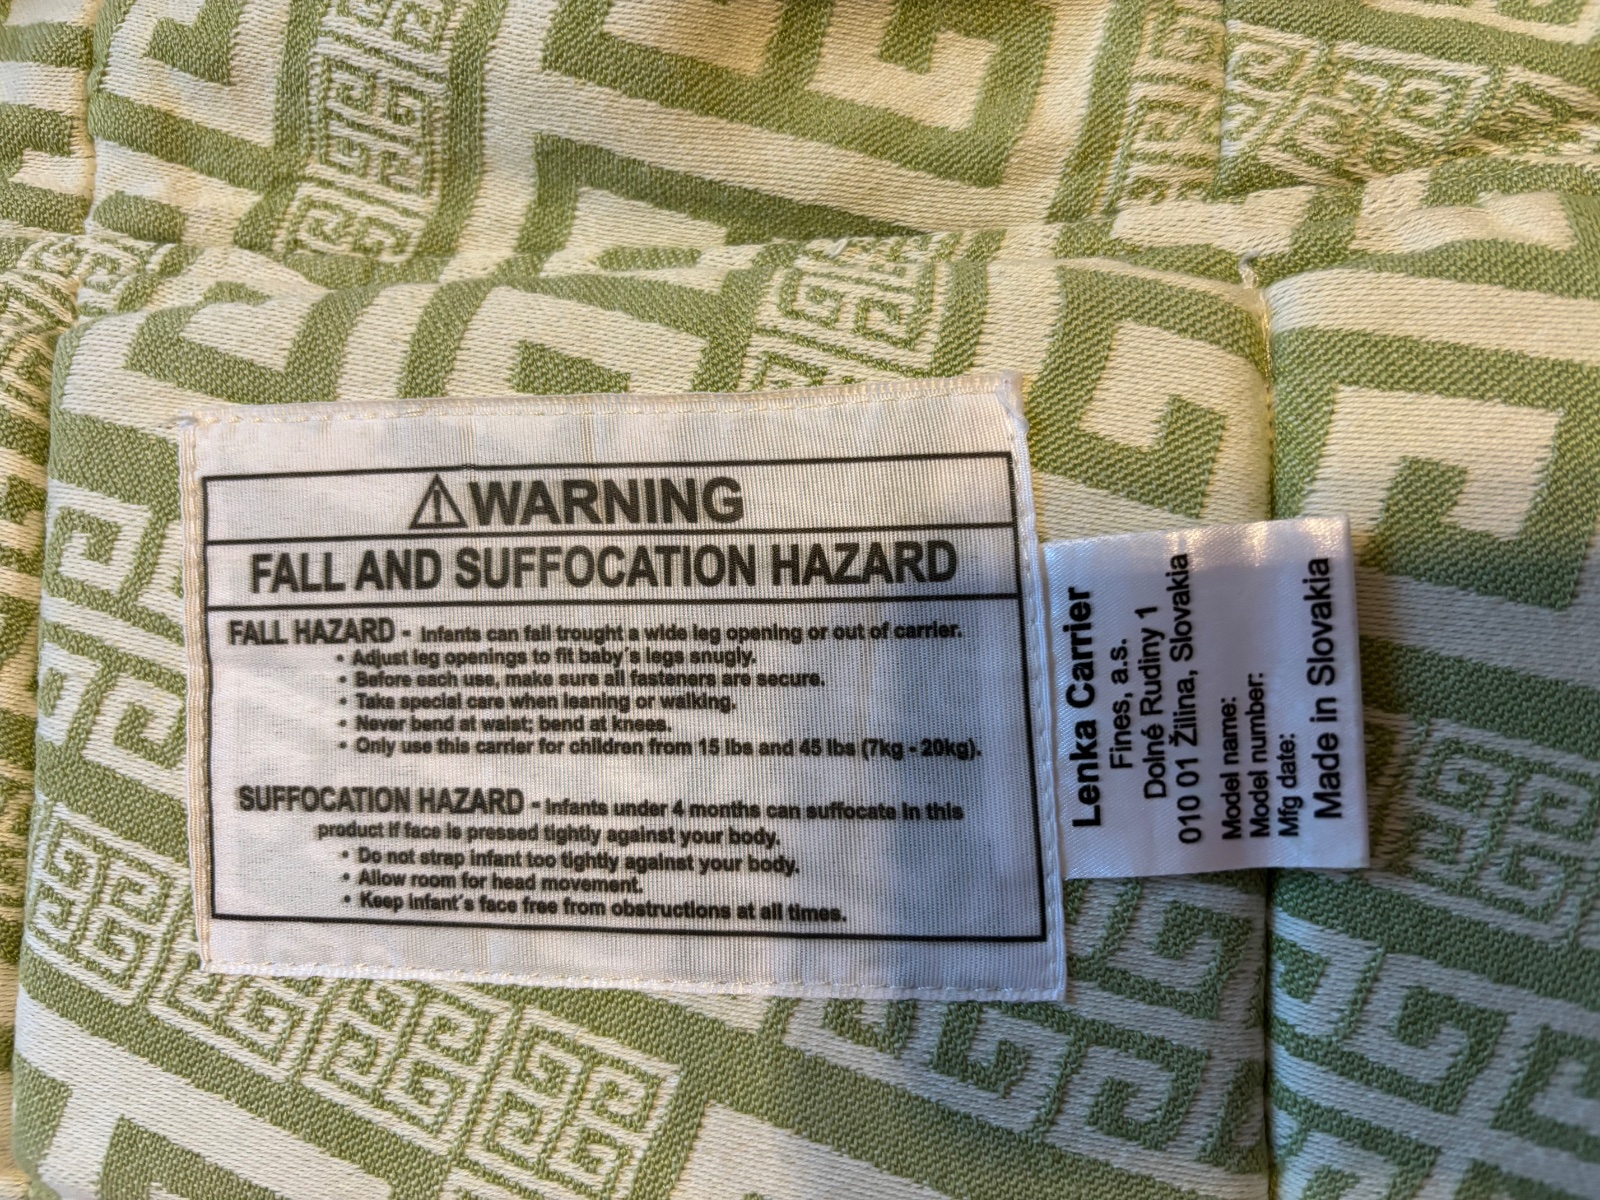 WARNING
FALL AND SUFFOCATION HAZARD
FALL HAZARD - Infants can fall trought a wide leg opening or out of carrier.
• Adjust leg openings to fit baby´s legs snugly.
• Before each use, make sure all fasteners are secure.
• Take special care when leaning or walking.
• Never bend at waist; bend at knees.
• Only use this carrier for children from 15 lbs and 45 lbs (7kg - 20kg).
SUFFOCATION HAZARD - Infants under 4 months can suffocate in this
product if face is pressed tightly against your body.
• Do not strap infant too tightly against your body.
• Allow room for head movement.
• Keep infant´s face free from obstructions at all times.
Lenka Carrier
Fines, a.s.
Dolné Rudiny 1
010 01 Žilina, Slovakia
Model name:
Model number:
Mfg date:
Made in Slovakia